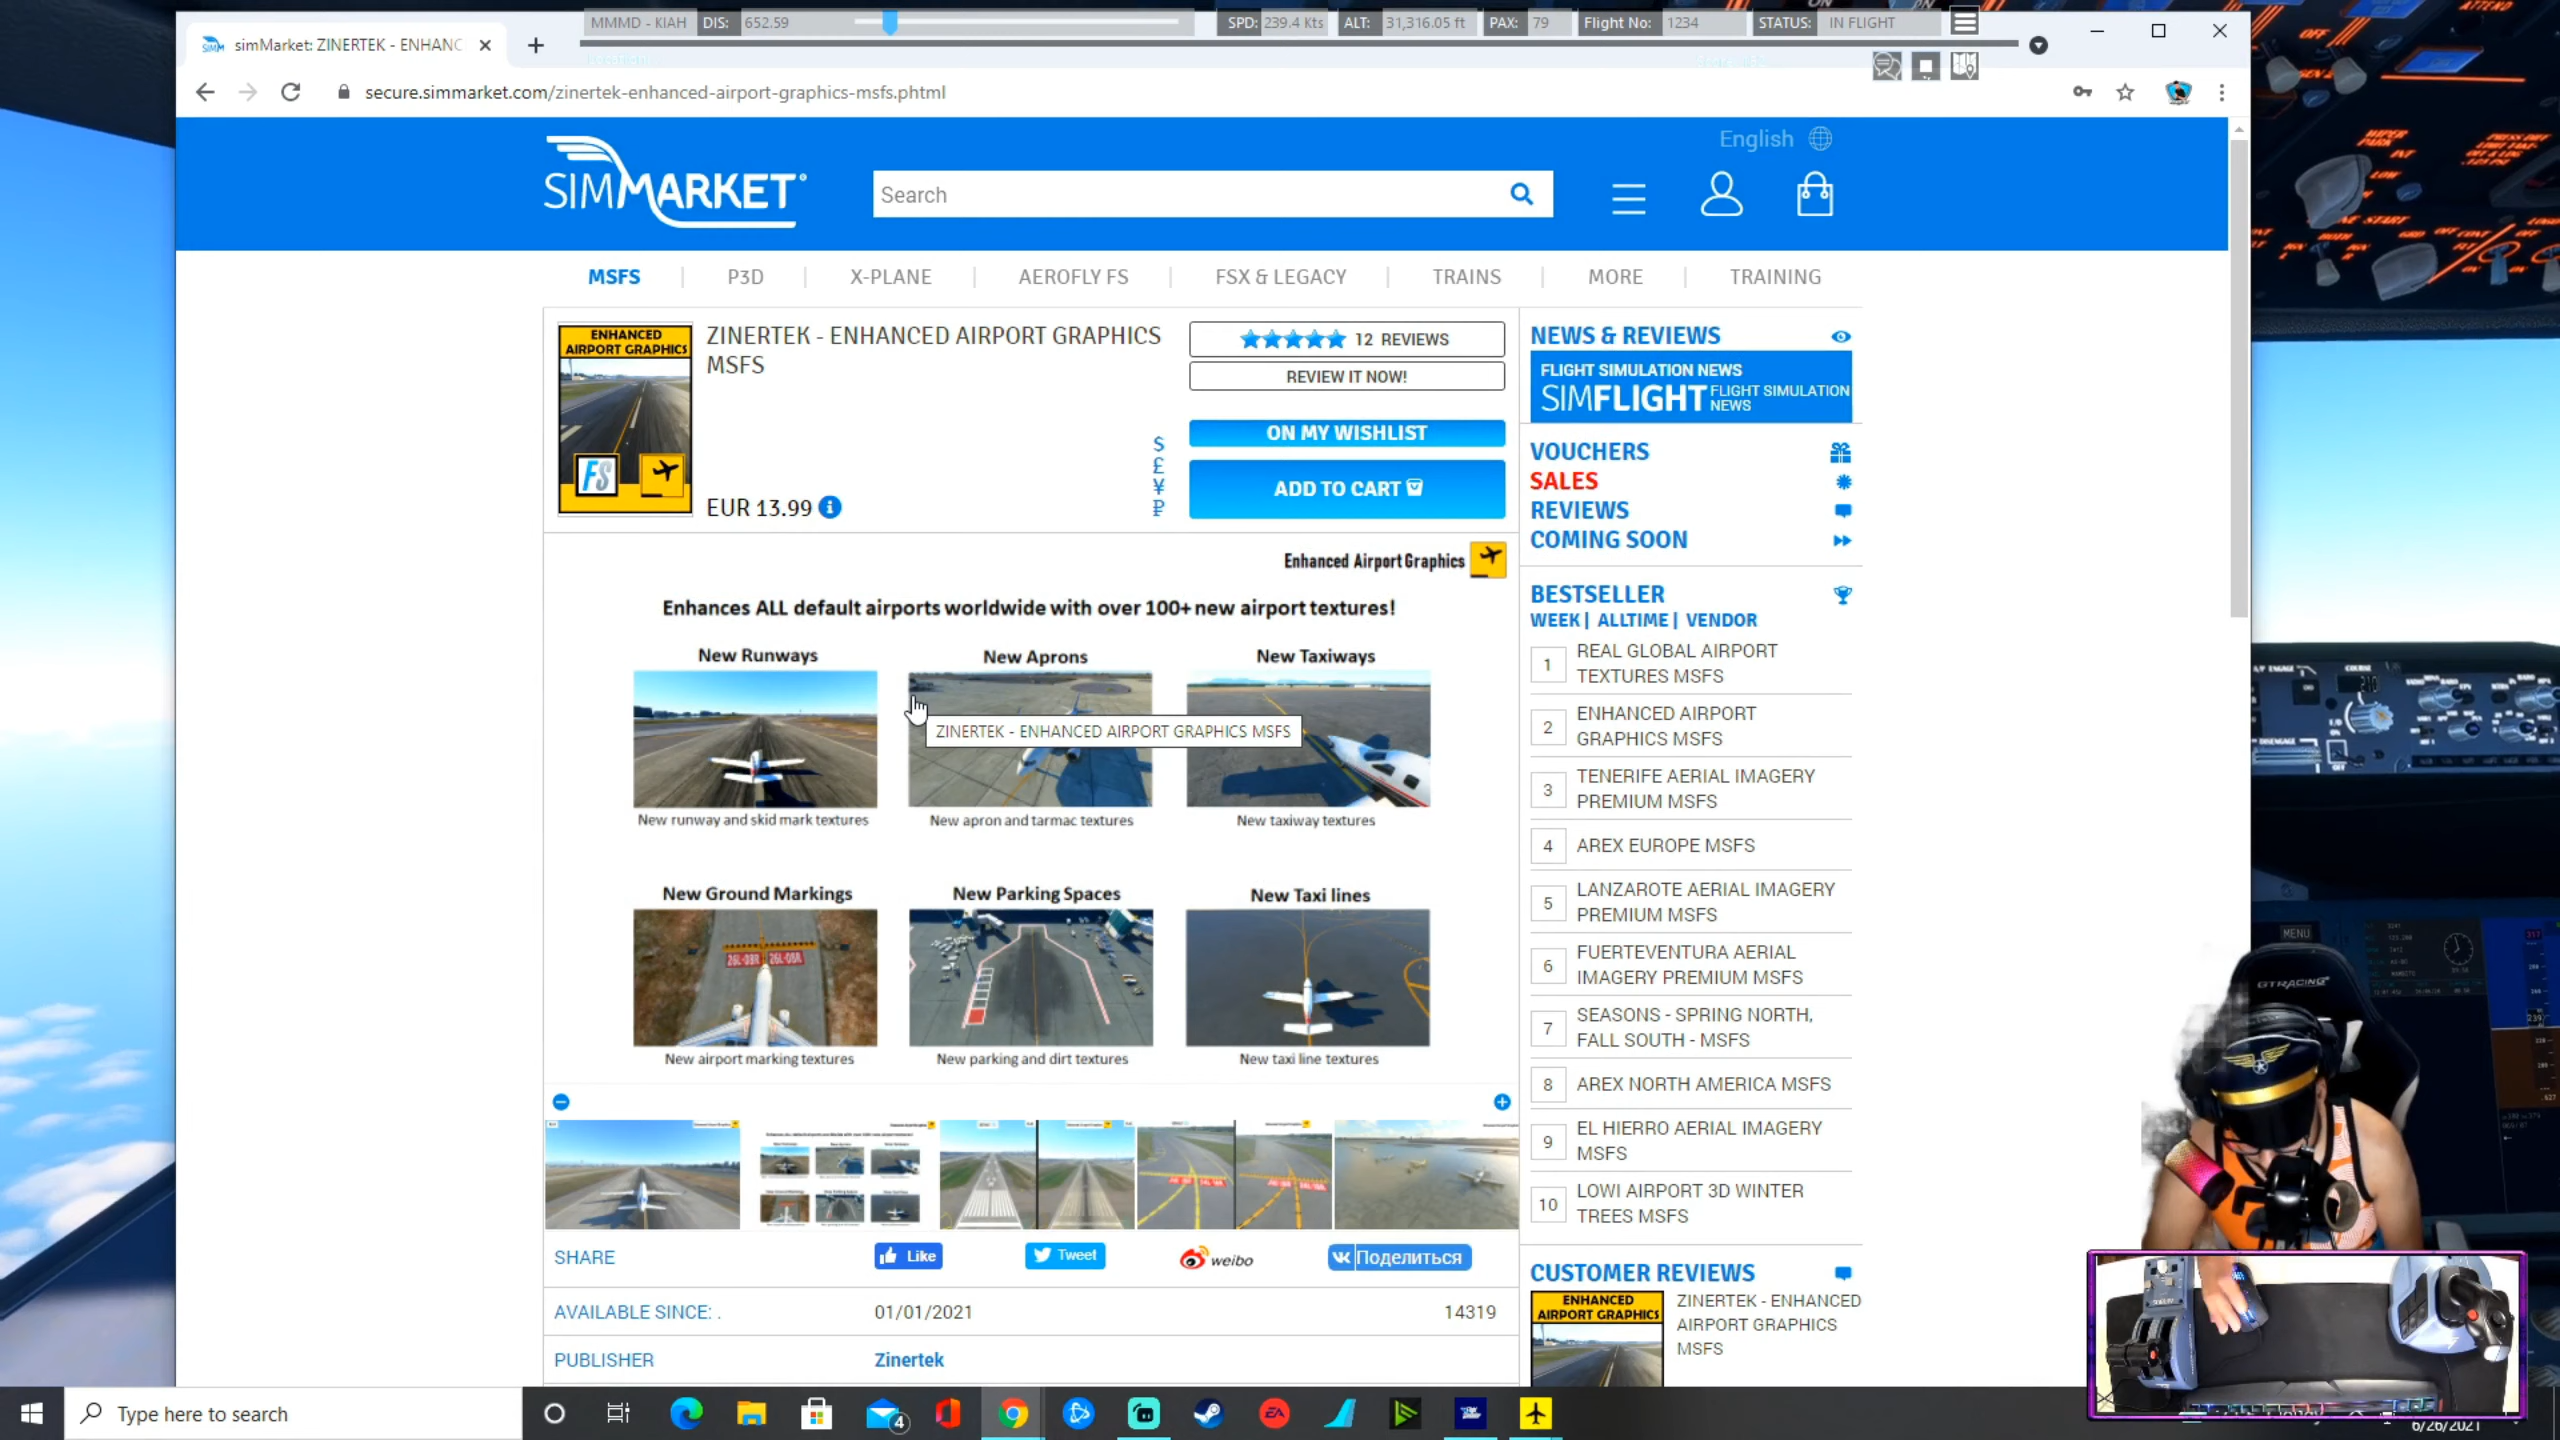 MMMD - KIAH
DIS: 652.59
SPD: 239.4 Kts
ALT: 31,316.05 ft
PAX: 79
Flight No: 1234
STATUS: IN FLIGHT
simMarket: ZINERTEK - ENHANC
secure.simmarket.com/zinertek-enhanced-airport-graphics-msfs.phtml
English
SIMMARKET
Search
MSFS
P3D
X-PLANE
AEROFLY FS
FSX & LEGACY
TRAINS
MORE
TRAINING
ENHANCED
AIRPORT GRAPHICS
FS
ZINERTEK - ENHANCED AIRPORT GRAPHICS
MSFS
EUR 13.99
$
£
¥
₽
12 REVIEWS
REVIEW IT NOW!
ON MY WISHLIST
ADD TO CART
Enhanced Airport Graphics
Enhances ALL default airports worldwide with over 100+ new airport textures!
New Runways
New Aprons
New Taxiways
ZINERTEK - ENHANCED AIRPORT GRAPHICS MSFS
New runway and skid mark textures
New apron and tarmac textures
New taxiway textures
New Ground Markings
New Parking Spaces
New Taxi lines
26L-08R 26L-08R
New airport marking textures
New parking and dirt textures
New taxi line textures
SHARE
Like
Tweet
weibo
Поделиться
AVAILABLE SINCE: .
01/01/2021
14319
PUBLISHER
Zinertek
NEWS & REVIEWS
FLIGHT SIMULATION NEWS
SIMFLIGHT FLIGHT SIMULATION
NEWS
VOUCHERS
SALES
REVIEWS
COMING SOON
BESTSELLER
WEEK | ALLTIME | VENDOR
1 REAL GLOBAL AIRPORT
TEXTURES MSFS
2 ENHANCED AIRPORT
GRAPHICS MSFS
3 TENERIFE AERIAL IMAGERY
PREMIUM MSFS
4 AREX EUROPE MSFS
5 LANZAROTE AERIAL IMAGERY
PREMIUM MSFS
6 FUERTEVENTURA AERIAL
IMAGERY PREMIUM MSFS
7 SEASONS - SPRING NORTH,
FALL SOUTH - MSFS
8 AREX NORTH AMERICA MSFS
9 EL HIERRO AERIAL IMAGERY
MSFS
10 LOWI AIRPORT 3D WINTER
TREES MSFS
CUSTOMER REVIEWS
ENHANCED
AIRPORT GRAPHICS
ZINERTEK - ENHANCED
AIRPORT GRAPHICS
MSFS
MENU
GTRACING
Type here to search
4
EA
6/26/2021